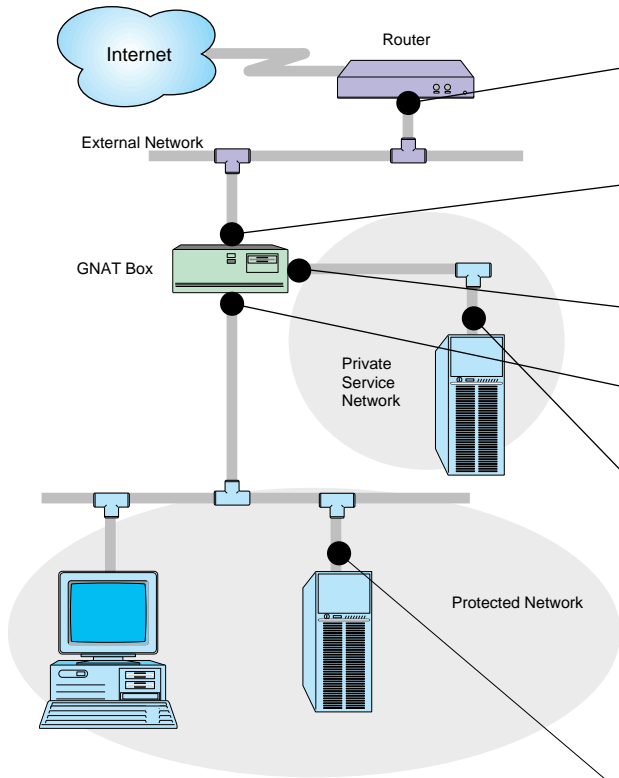 Internet
Router
External Network
GNAT Box
Private
Service
Network
Protected Network